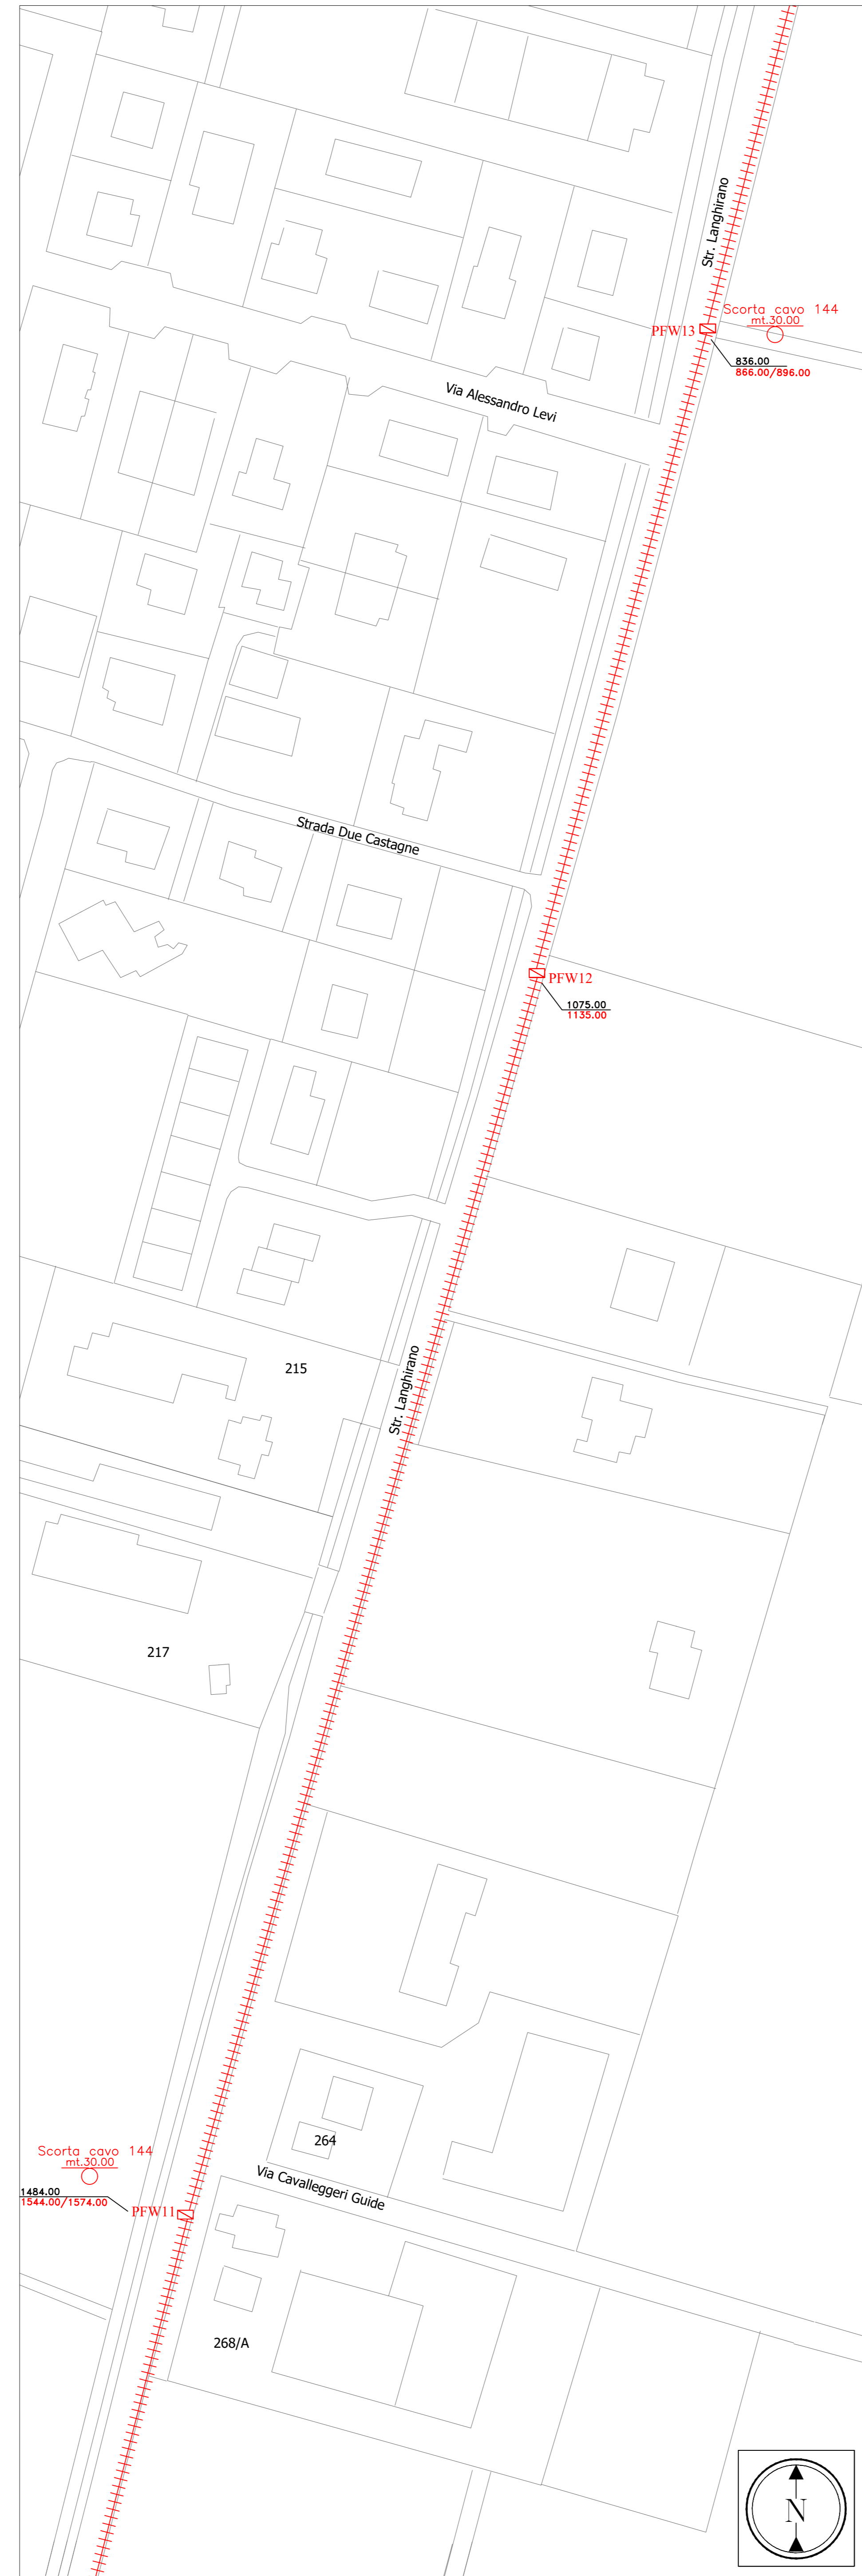 Str. Langhirano
Scorta cavo 144
mt.30.00
PFW13
836.00
866.00/896.00
Via Alessandro Levi
Strada Due Castagne
PFW12
1075.00
1135.00
Str. Langhirano
215
217
264
Scorta cavo 144
mt.30.00
Via Cavalleggeri Guide
1484.00
1544.00/1574.00
PFW11
268/A
N